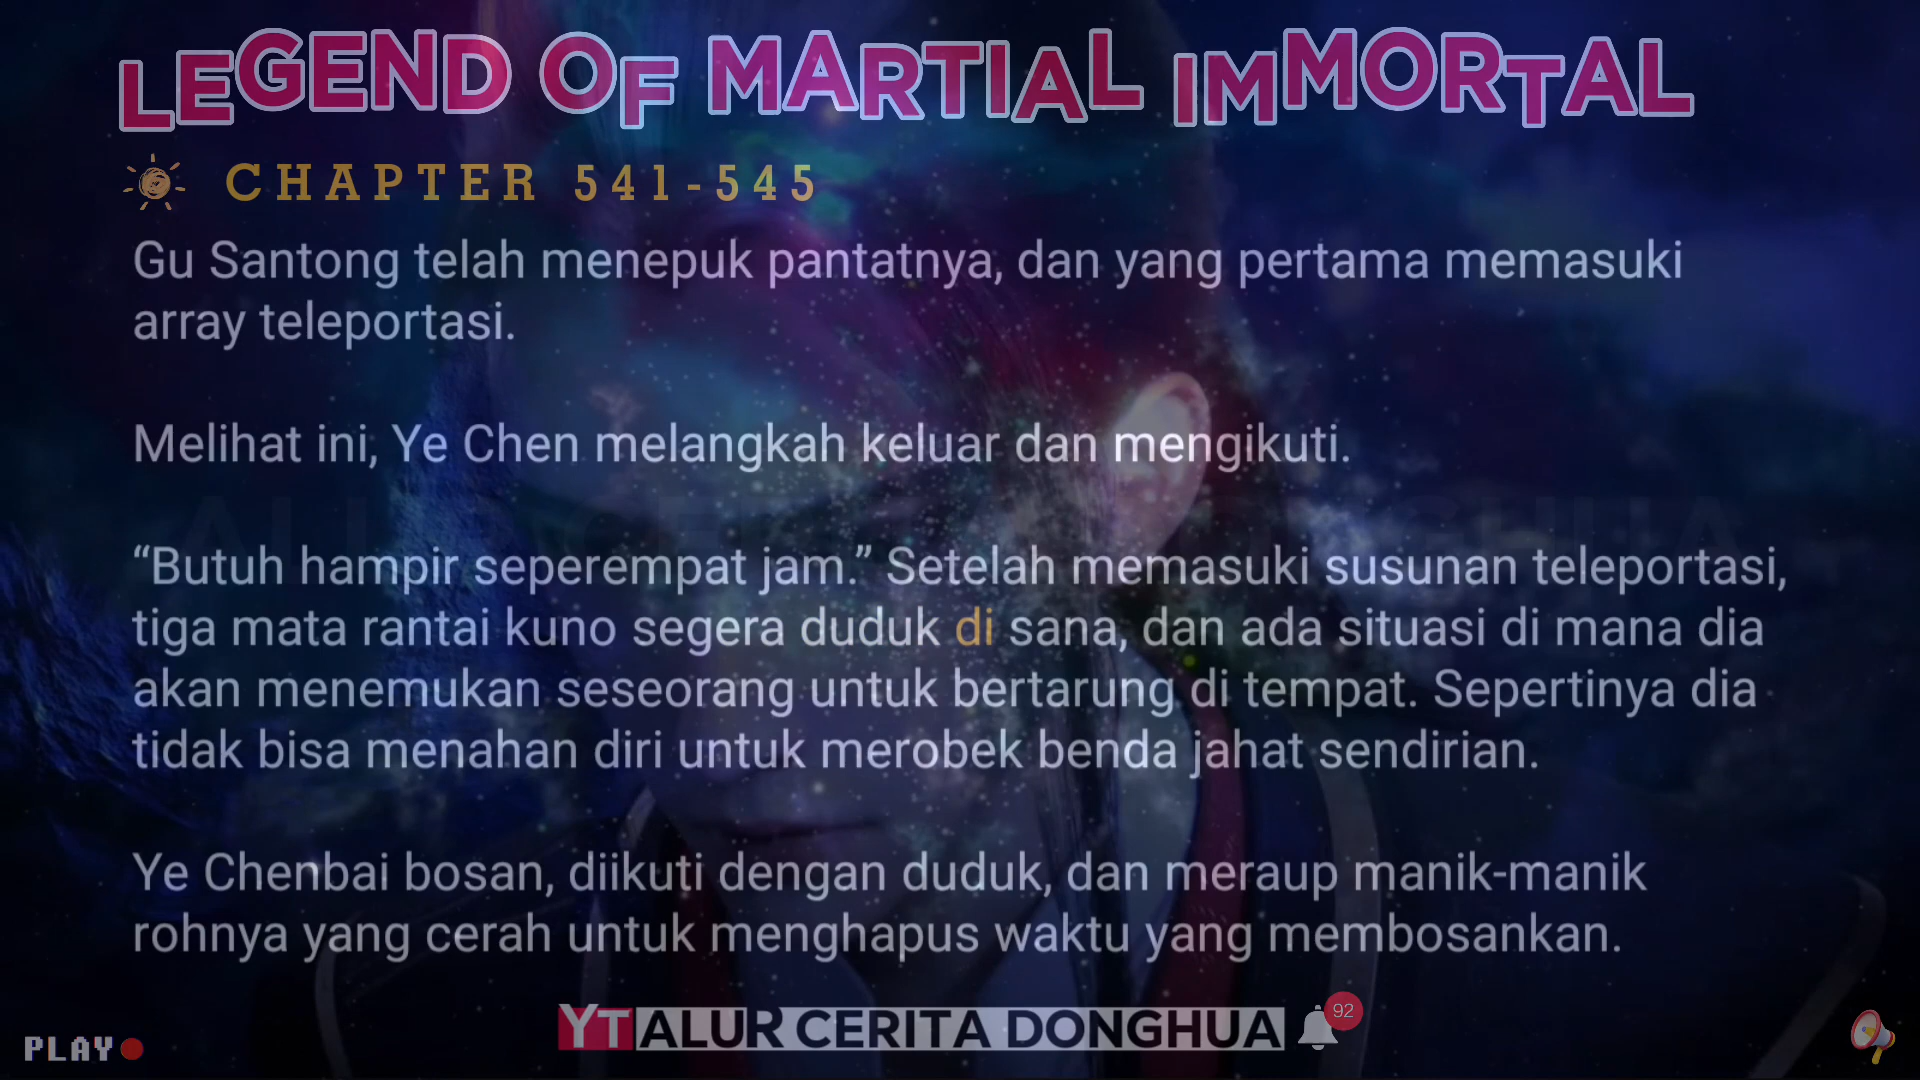 LEGEND OF MARTIAL IMMORTAL
CHAPTER 541-545
Gu Santong telah menepuk pantatnya, dan yang pertama memasuki
array teleportasi.
Melihat ini, Ye Chen melangkah keluar dan mengikuti.
“Butuh hampir seperempat jam.” Setelah memasuki susunan teleportasi,
tiga mata rantai kuno segera duduk di sana, dan ada situasi di mana dia
akan menemukan seseorang untuk bertarung di tempat. Sepertinya dia
tidak bisa menahan diri untuk merobek benda jahat sendirian.
Ye Chenbai bosan, diikuti dengan duduk, dan meraup manik-manik
rohnya yang cerah untuk menghapus waktu yang membosankan.
YT ALUR CERITA DONGHUA
92
PLAY